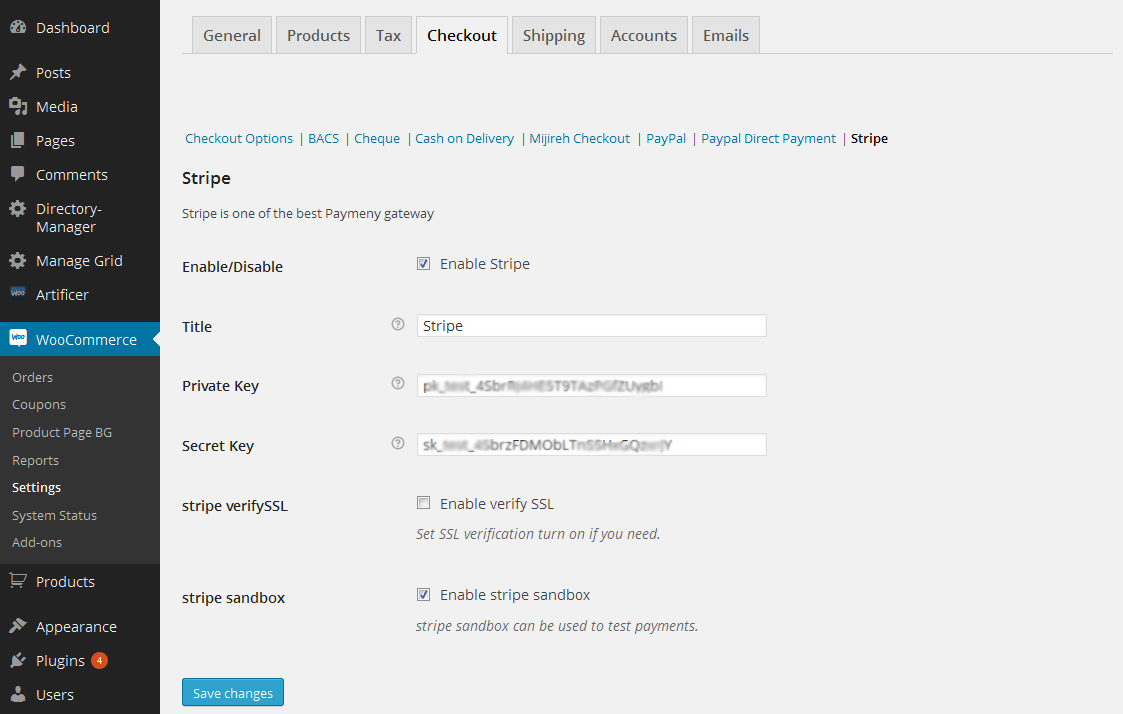 Dashboard
Posts
Media
Pages
Comments
Directory-
Manager
Manage Grid
Artificer
WooCommerce
Orders
Coupons
Product Page BG
Reports
Settings
System Status
Add-ons
Products
Appearance
Plugins 4
Users
General Products Tax Checkout Shipping Accounts Emails
Checkout Options | BACS | Cheque | Cash on Delivery | Mijireh Checkout | PayPal | Paypal Direct Payment | Stripe
Stripe
Stripe is one of the best Paymeny gateway
Enable/Disable Enable Stripe
Title ? Stripe
Private Key ?
Secret Key ?
stripe verifySSL Enable verify SSL
Set SSL verification turn on if you need.
stripe sandbox Enable stripe sandbox
stripe sandbox can be used to test payments.
Save changes